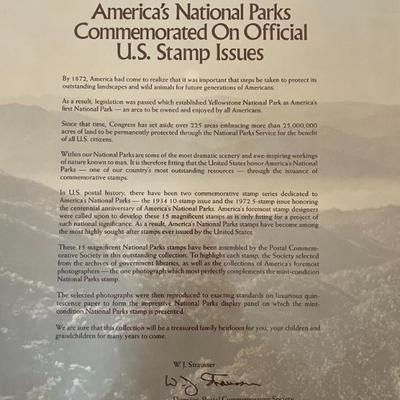 America's National Parks
Commemorated On Official
U.S. Stamp Issues
By 1872, America had come to realize that it was important that steps be taken to protect its
outstanding landscapes and wild animals for future generations of Americans.
As a result, legislation was passed which established Yellowstone National Park as America's
first National Park — an area to be owned and enjoyed by all Americans.
Since that time, Congress has set aside over 225 areas embracing more than 25,000,000
acres of land to be permanently protected through the National Parks Service for the benefit
of all U.S. citizens.
Within our National Parks are some of the most dramatic scenery and awe-inspiring workings
of nature known to man. It is therefore fitting that the United States honor America's National
Parks — one of our country's most outstanding resources — through the issuance of
commemorative stamps.
In U.S. postal history, there have been two commemorative stamp series dedicated to
America's National Parks — the 1934 10-stamp issue and the 1972 5-stamp issue honoring
the centennial anniversary of America's National Parks. America's foremost stamp designers
were called upon to develop these 15 magnificent stamps as is only fitting for a project of
such national significance. As a result, America's National Parks stamps have become among
the most highly sought-after stamps ever issued by the United States.
These 15 magnificent National Parks stamps have been assembled by the Postal Commem-
orative Society in this outstanding collection. To highlight each stamp, the Society selected
from the archives of government libraries, as well as the collections of America's foremost
photographers — the one photograph which most perfectly complements the mint-condition
National Parks stamp.
The selected photographs were then reproduced to exacting standards on luxurious quin-
tescence paper to form the impressive National Parks display panel on which the mint-
condition National Parks stamp is presented.
We are sure that this collection will be a treasured family heirloom for you, your children and
grandchildren for many years to come.
W.J. Strausser
W. J. Strausser
Director, Postal Commemorative Society